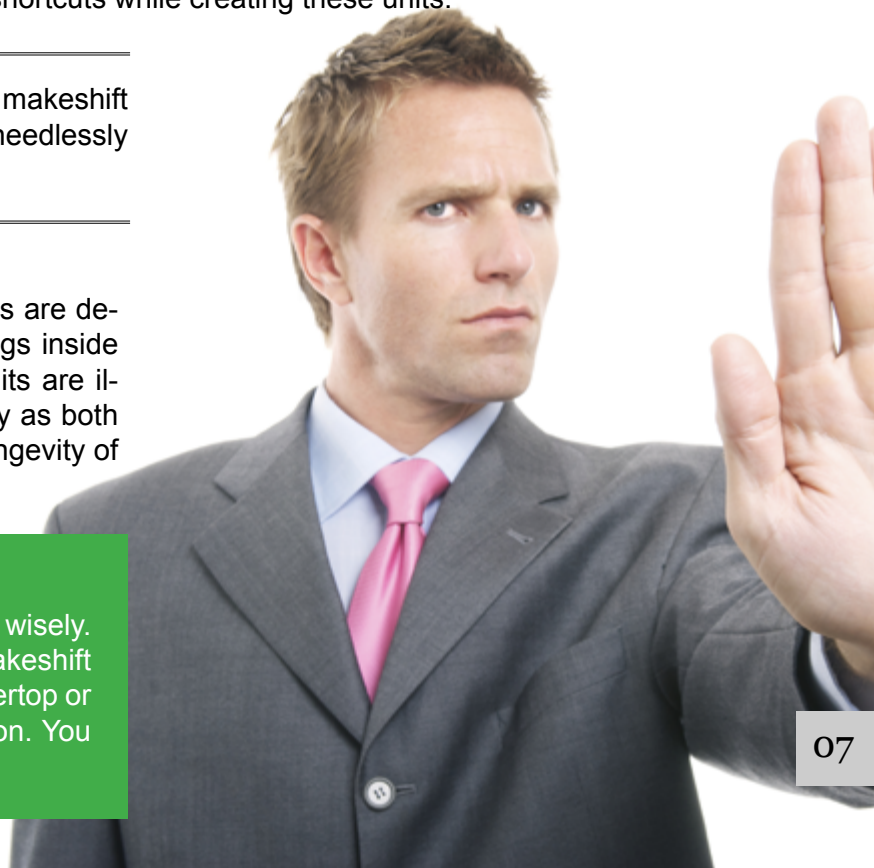 shortcuts while creating these units.
makeshift
needlessly
s are de-
gs inside
its are il-
y as both
ngevity of
wisely.
akeshift
ertop or
on. You
07